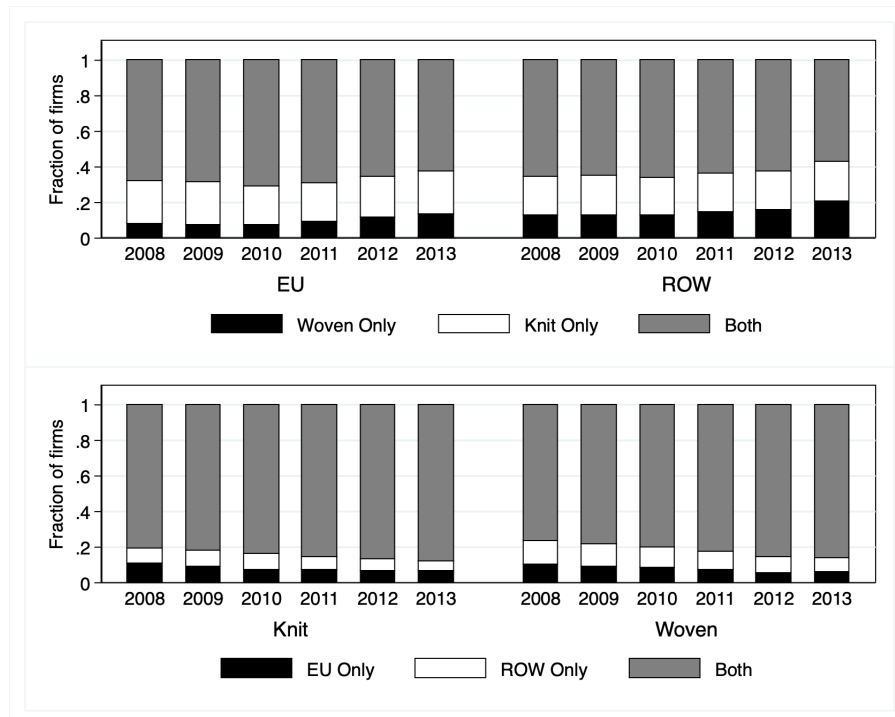 Fraction of firms
1
.8
.6
.4
.2
0
2008 2009 2010 2011 2012 2013 2008 2009 2010 2011 2012 2013
EU ROW
Woven Only Knit Only Both
Fraction of firms
1
.8
.6
.4
.2
0
2008 2009 2010 2011 2012 2013 2008 2009 2010 2011 2012 2013
Knit Woven
EU Only ROW Only Both